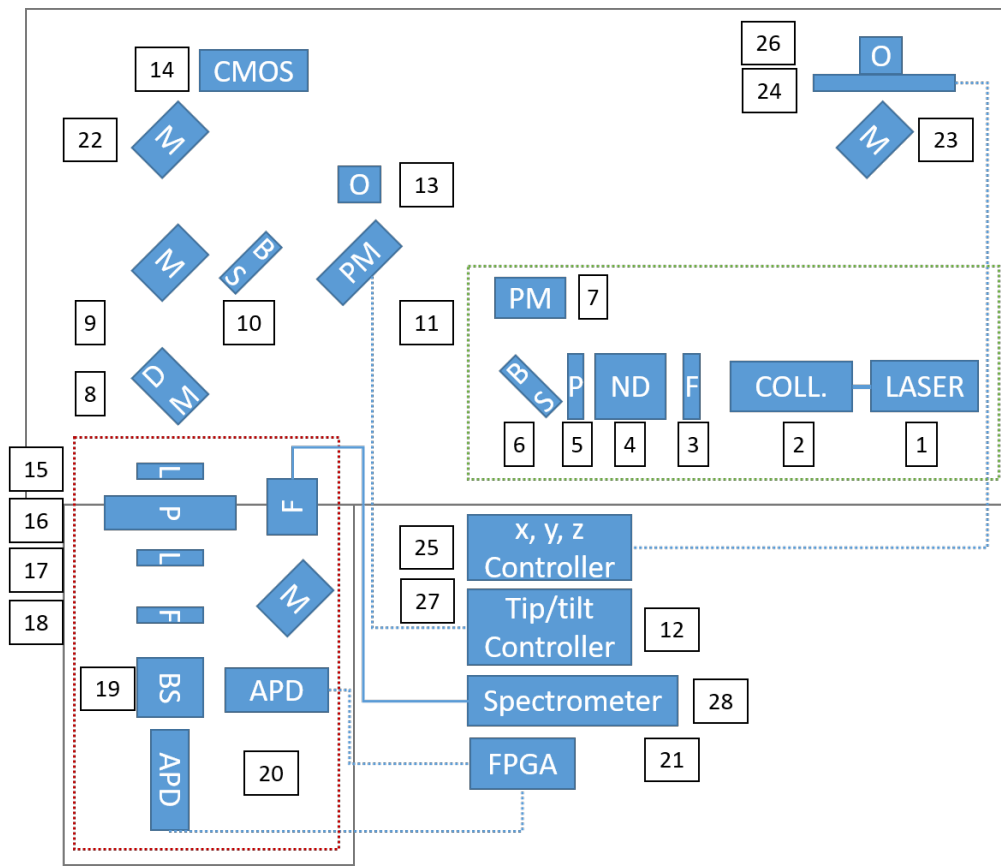 26
14
CMOS
O
24
22
M
M
23
O
13
M
B
S
PM
PM
7
9
10
11
8
D
M
B
S
P
ND
F
COLL.
LASER
6
5
4
3
2
1
15
L
F
16
P
17
L
25
x, y, z
Controller
27
18
F
M
Tip/tilt
Controller
12
19
BS
APD
Spectrometer
28
APD
20
FPGA
21